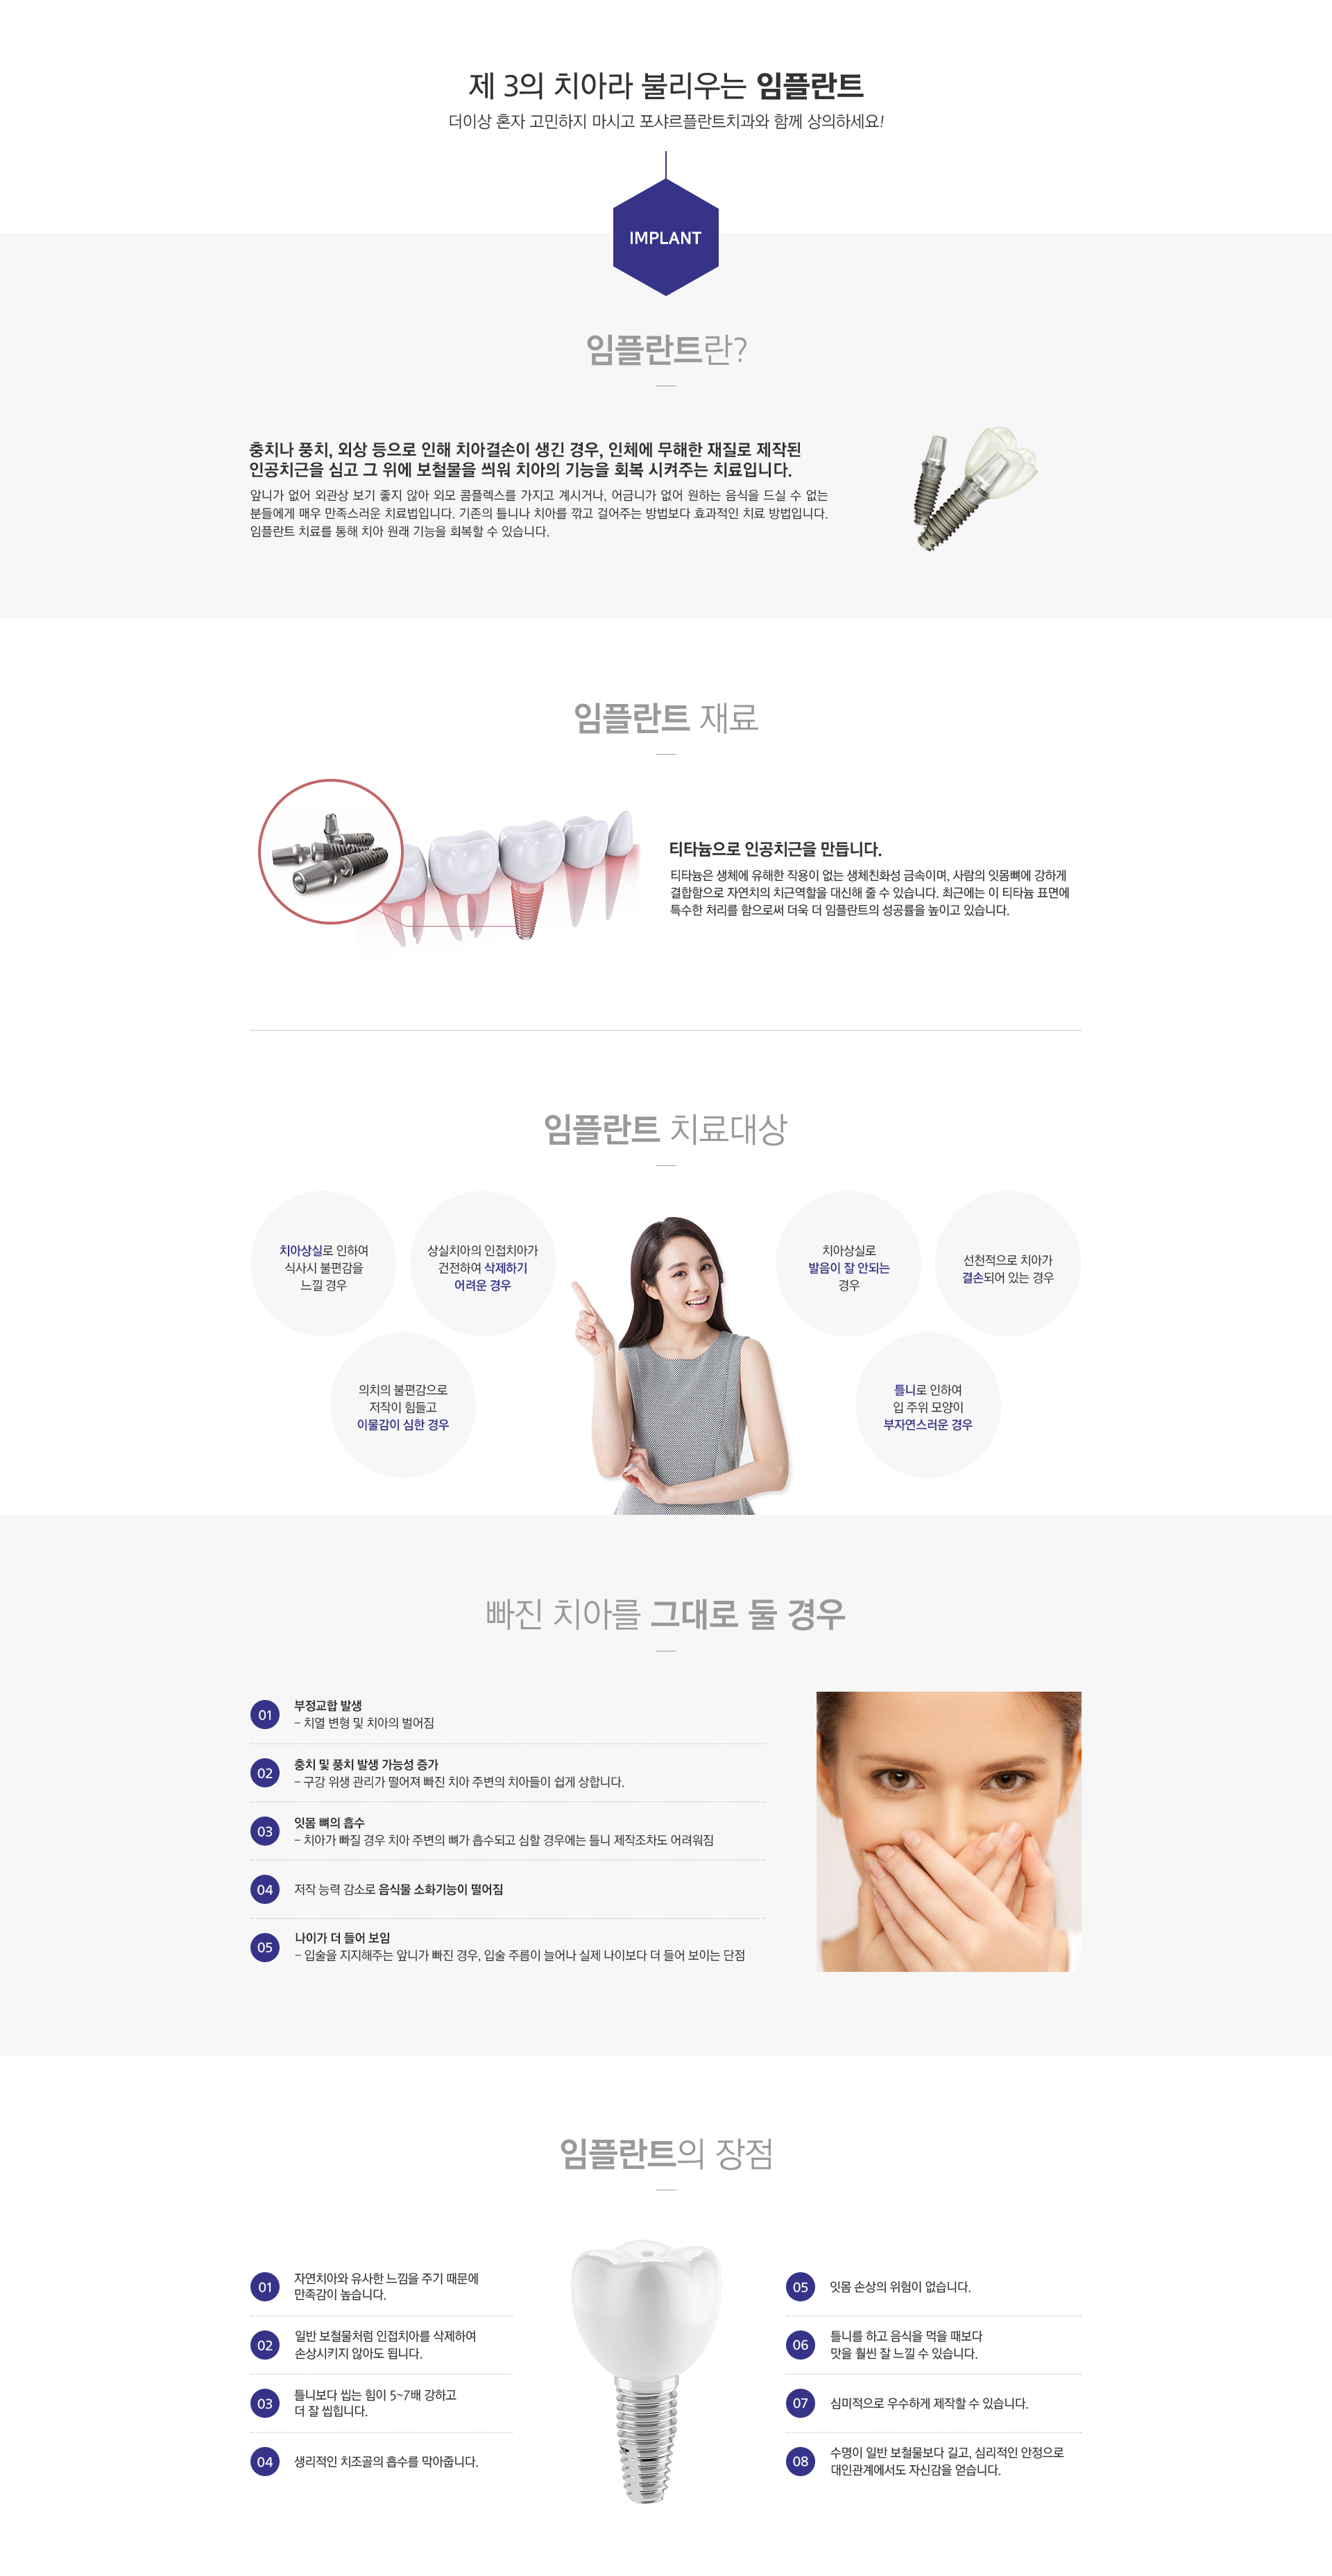 제 3의 치아라 불리우는 임플란트
더이상 혼자 고민하지 마시고 포샤르플란트치과와 함께 상의하세요!
IMPLANT
임플란트란?
충치나 풍치, 외상 등으로 인해 치아결손이 생긴 경우, 인체에 무해한 재질로 제작된
인공치근을 심고 그 위에 보철물을 씌워 치아의 기능을 회복 시켜주는 치료입니다.
앞니가 없어 외관상 보기 좋지 않아 외모 콤플렉스를 가지고 계시거나, 어금니가 없어 원하는 음식을 드실 수 없는
분들에게 매우 만족스러운 치료법입니다. 기존의 틀니나 치아를 깎고 걸어주는 방법보다 효과적인 치료 방법입니다.
임플란트 치료를 통해 치아 원래 기능을 회복할 수 있습니다.
임플란트 재료
티타늄으로 인공치근을 만듭니다.
티타늄은 생체에 유해한 작용이 없는 생체친화성 금속이며, 사람의 잇몸뼈에 강하게
결합함으로 자연치의 치근역할을 대신해 줄 수 있습니다. 최근에는 이 티타늄 표면에
특수한 처리를 함으로써 더욱 더 임플란트의 성공률을 높이고 있습니다.
임플란트 치료대상
치아상실로 인하여
식사시 불편감을
느낄 경우
상실치아의 인접치아가
건전하여 삭제하기
어려운 경우
의치의 불편감으로
저작이 힘들고
이물감이 심한 경우
치아상실로
발음이 잘 안되는
경우
선천적으로 치아가
결손되어 있는 경우
틀니로 인하여
입 주위 모양이
부자연스러운 경우
빠진 치아를 그대로 둘 경우
01
부정교합 발생
- 치열 변형 및 치아의 벌어짐
02
충치 및 풍치 발생 가능성 증가
- 구강 위생 관리가 떨어져 빠진 치아 주변의 치아들이 쉽게 상합니다.
03
잇몸 뼈의 흡수
- 치아가 빠질 경우 치아 주변의 뼈가 흡수되고 심할 경우에는 틀니 제작조차도 어려워짐
04
저작 능력 감소로 음식물 소화기능이 떨어짐
05
나이가 더 들어 보임
- 입술을 지지해주는 앞니가 빠진 경우, 입술 주름이 늘어나 실제 나이보다 더 들어 보이는 단점
임플란트의 장점
01
자연치아와 유사한 느낌을 주기 때문에
만족감이 높습니다.
02
일반 보철물처럼 인접치아를 삭제하여
손상시키지 않아도 됩니다.
03
틀니보다 씹는 힘이 5~7배 강하고
더 잘 씹힙니다.
04
생리적인 치조골의 흡수를 막아줍니다.
05
잇몸 손상의 위험이 없습니다.
06
틀니를 하고 음식을 먹을 때보다
맛을 훨씬 잘 느낄 수 있습니다.
07
심미적으로 우수하게 제작할 수 있습니다.
08
수명이 일반 보철물보다 길고, 심리적인 안정으로
대인관계에서도 자신감을 얻습니다.